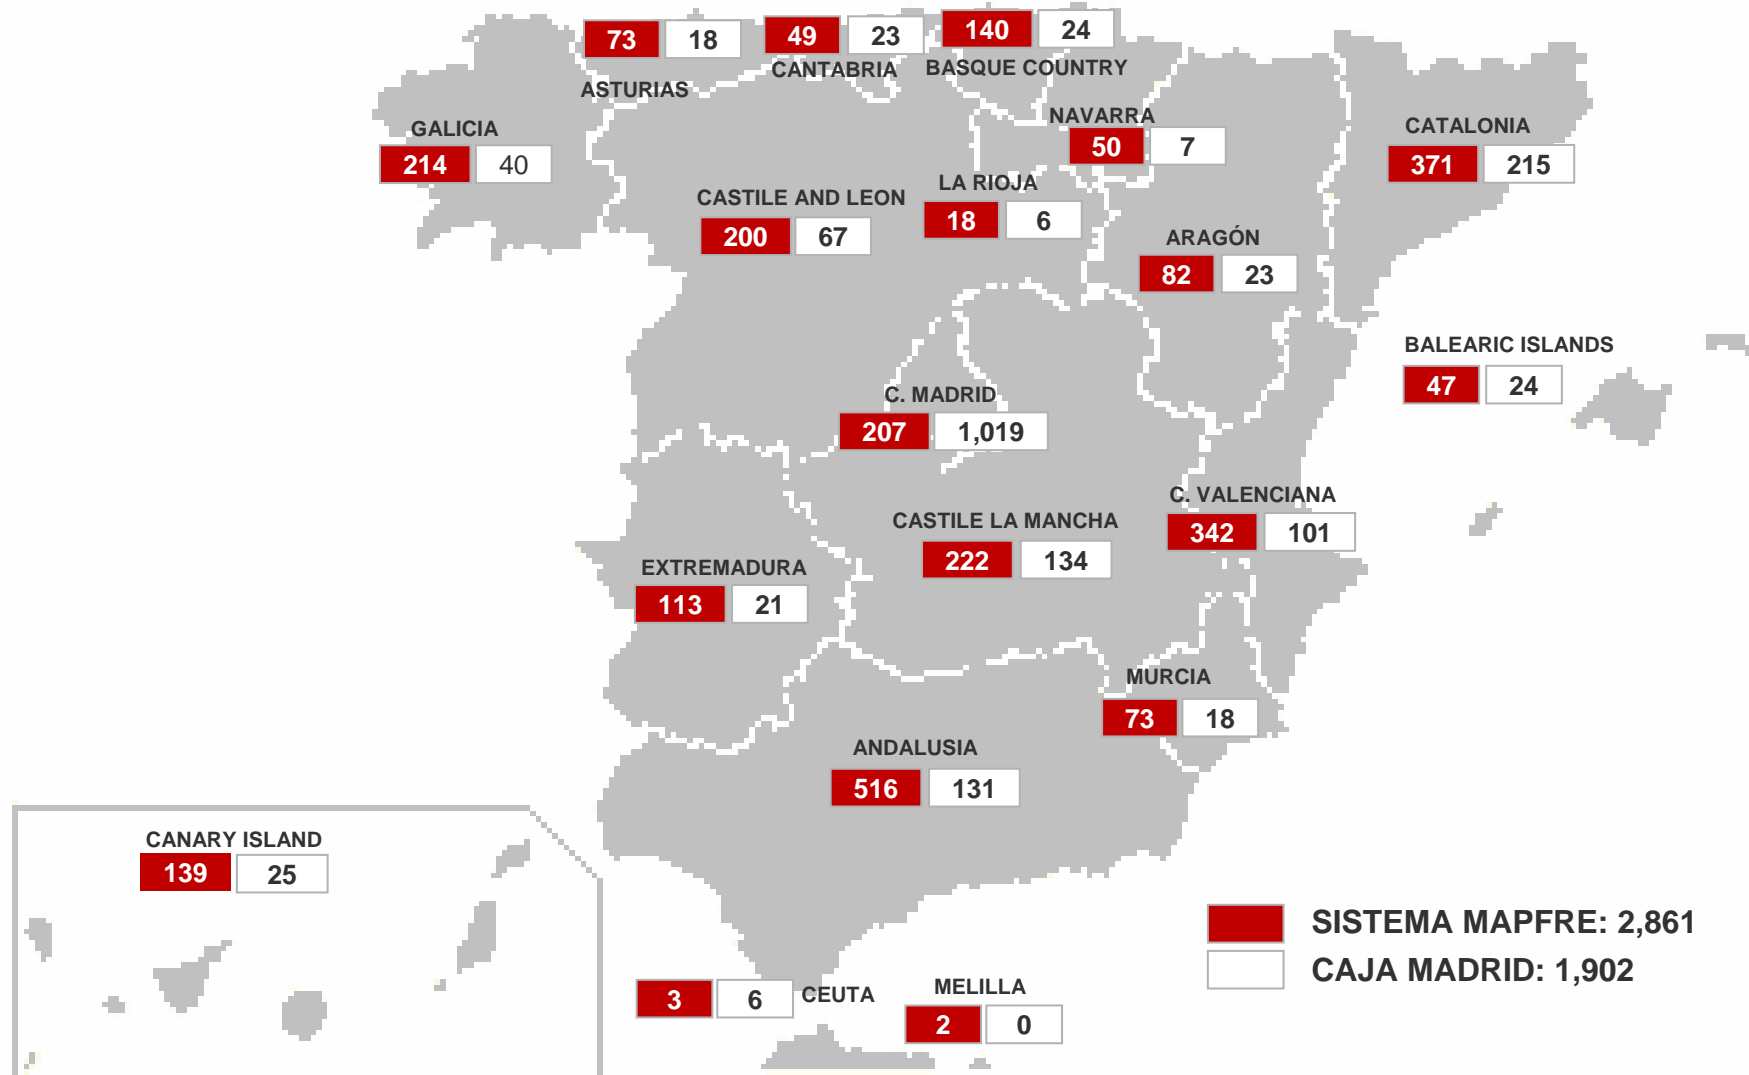 73 18
ASTURIAS
49 23
CANTABRIA
140 24
BASQUE COUNTRY
GALICIA
214 40
NAVARRA
50 7
CATALONIA
371 215
CASTILE AND LEON
200 67
LA RIOJA
18 6
ARAGÓN
82 23
BALEARIC ISLANDS
47 24
C. MADRID
207 1,019
C. VALENCIANA
342 101
CASTILE LA MANCHA
222 134
EXTREMADURA
113 21
MURCIA
73 18
ANDALUSIA
516 131
CANARY ISLAND
139 25
SISTEMA MAPFRE: 2,861
CAJA MADRID: 1,902
3 6 CEUTA
MELILLA
2 0